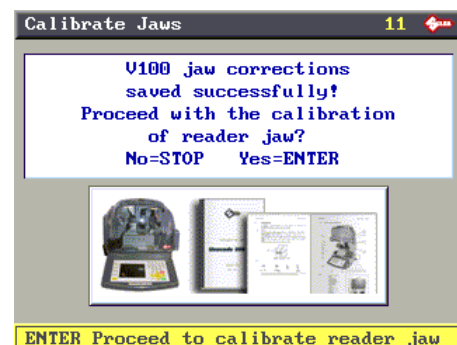 Calibrate Jaws 11
V100 jaw corrections
saved successfully!
Proceed with the calibration
of reader jaw?
No=STOP Yes=ENTER
ENTER Proceed to calibrate reader jaw